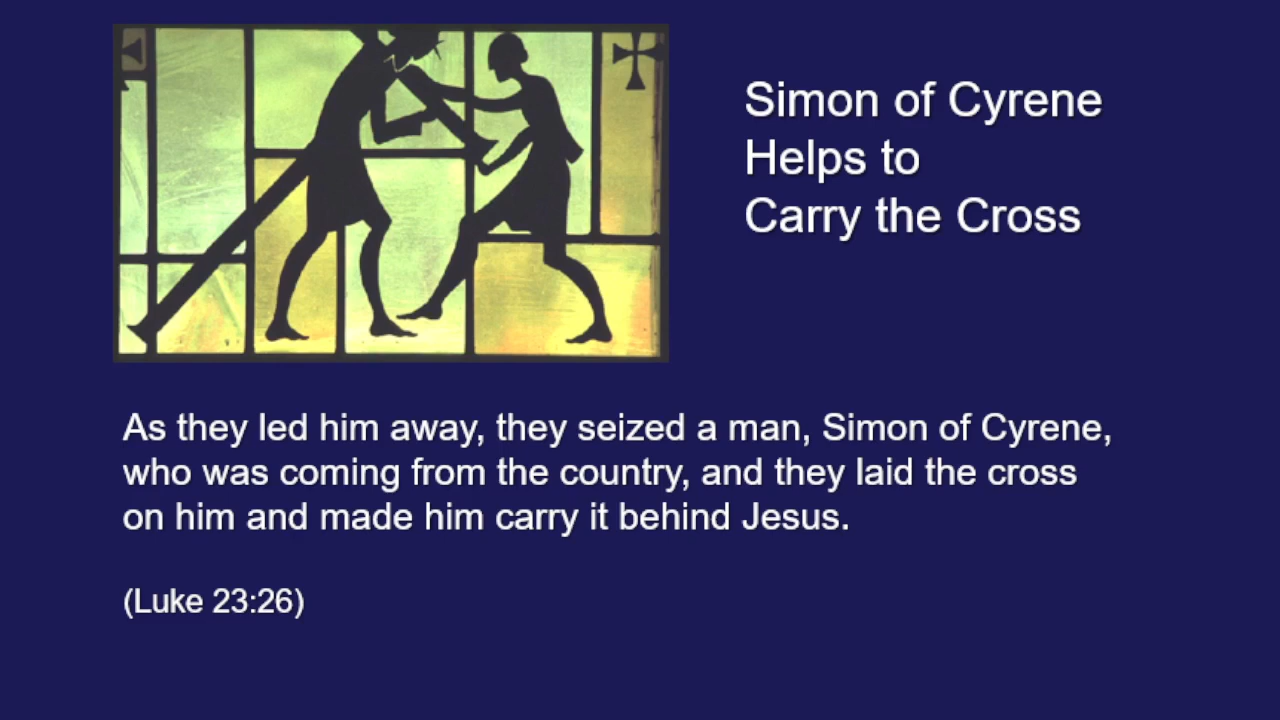 Simon of Cyrene
Helps to
Carry the Cross
As they led him away, they seized a man, Simon of Cyrene,
who was coming from the country, and they laid the cross
on him and made him carry it behind Jesus.
(Luke 23:26)